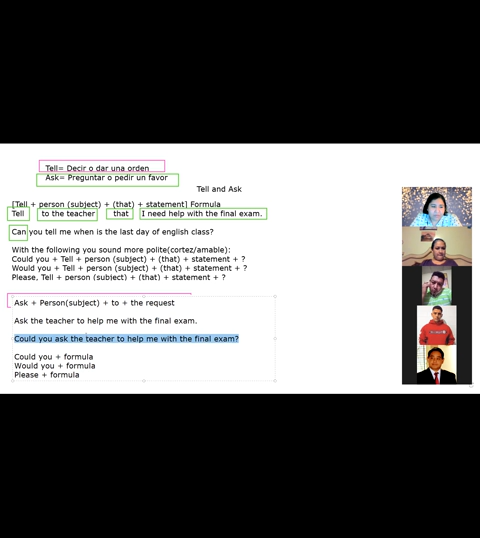 Tell= Decir o dar una orden
Ask= Preguntar o pedir un favor
Tell and Ask
[Tell + person (subject) + (that) + statement] Formula
Tell to the teacher that I need help with the final exam.
Can you tell me when is the last day of english class?
With the following you sound more polite(cortez/amable):
Could you + Tell + person (subject) + (that) + statement + ?
Would you + Tell + person (subject) + (that) + statement + ?
Please, Tell + person (subject) + (that) + statement + ?
Ask + Person(subject) + to + the request
Ask the teacher to help me with the final exam.
Could you ask the teacher to help me with the final exam?
Could you + formula
Would you + formula
Please + formula